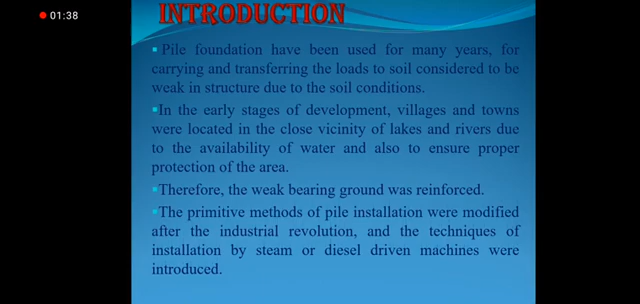 01:38
INTRODUCTION
▪ Pile foundation have been used for many years, for
carrying and transferring the loads to soil considered to be
weak in structure due to the soil conditions.
▪In the early stages of development, villages and towns
were located in the close vicinity of lakes and rivers due
to the availability of water and also to ensure proper
protection of the area.
▪Therefore, the weak bearing ground was reinforced.
▪The primitive methods of pile installation were modified
after the industrial revolution, and the techniques of
installation by steam or diesel driven machines were
introduced.